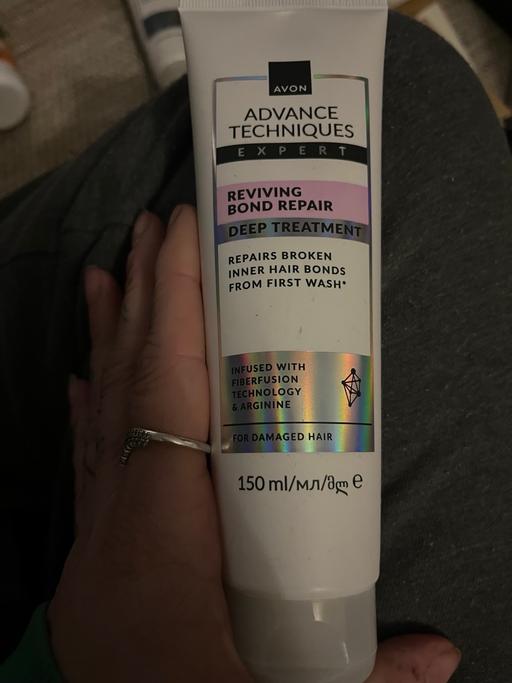 AVON
ADVANCE
TECHNIQUES
EXPERT
REVIVING
BOND REPAIR
DEEP TREATMENT
REPAIRS BROKEN
INNER HAIR BONDS
FROM FIRST WASH*
INFUSED WITH
FIBERFUSION
TECHNOLOGY
& ARGININE
FOR DAMAGED HAIR
150 ml/мл/მლ ℮